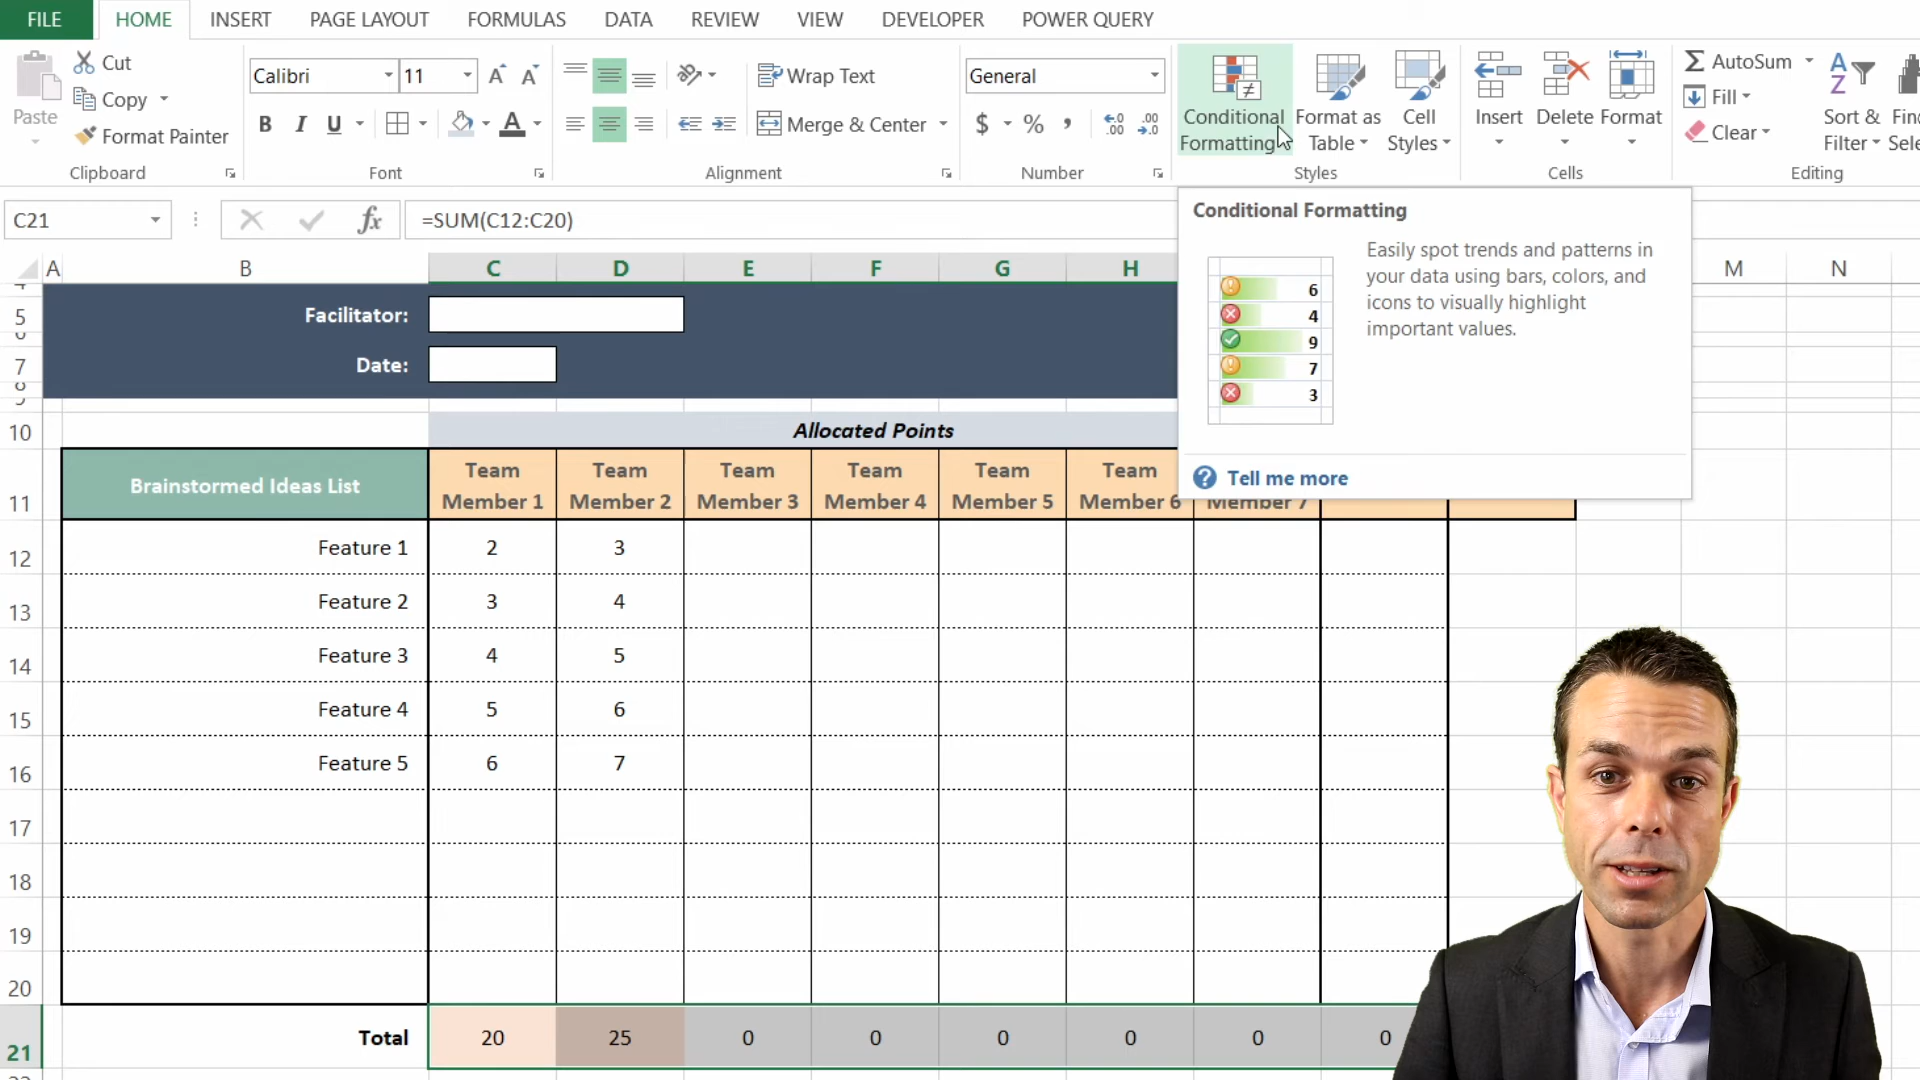 FILE HOME INSERT PAGE LAYOUT FORMULAS DATA REVIEW VIEW DEVELOPER POWER QUERY
Paste
Cut
Copy
Format Painter
Clipboard
Calibri 11 A A
B I U A
Font
Wrap Text
Merge & Center
Alignment
General
$ % , .00 .00
Number
Conditional
Formatting
Format as
Table
Cell
Styles
Styles
Insert Delete Format
Cells
AutoSum
Fill
Clear
Sort &
Filter
Editing
C21 fx =SUM(C12:C20)
Conditional Formatting
Easily spot trends and patterns in
your data using bars, colors, and
icons to visually highlight
important values.
6
4
9
7
3
Tell me more
A B C D E F G H M N
5 Facilitator:
7 Date:
10 Allocated Points
11 Brainstormed Ideas List
Team
Member 1
Team
Member 2
Team
Member 3
Team
Member 4
Team
Member 5
Team
Member 6
Member 7
12 Feature 1 2 3
13 Feature 2 3 4
14 Feature 3 4 5
15 Feature 4 5 6
16 Feature 5 6 7
17
18
19
20
21 Total 20 25 0 0 0 0 0 0